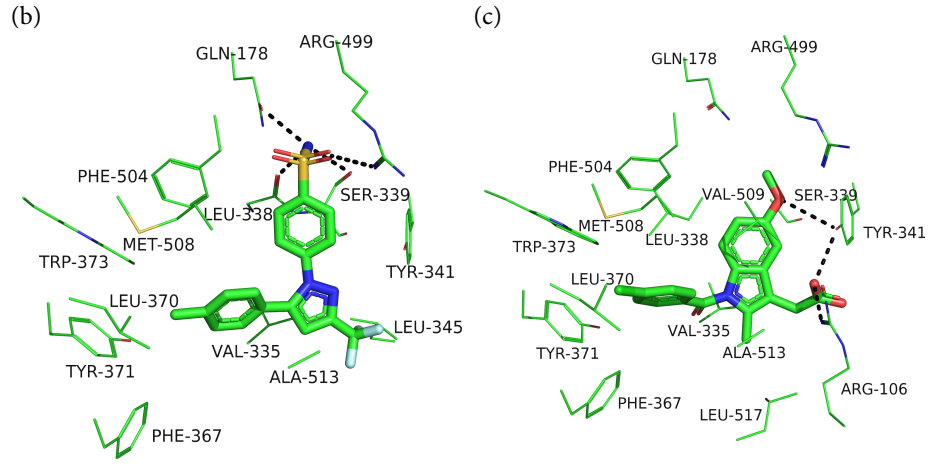 (b)
GLN-178
ARG-499
PHE-504
LEU-338
SER-339
MET-508
TRP-373
TYR-341
LEU-370
LEU-345
VAL-335
TYR-371
ALA-513
PHE-367
(c)
GLN-178
ARG-499
PHE-504
VAL-509
SER-339
MET-508
LEU-338
TYR-341
TRP-373
LEU-370
VAL-335
TYR-371
ALA-513
ARG-106
PHE-367
LEU-517